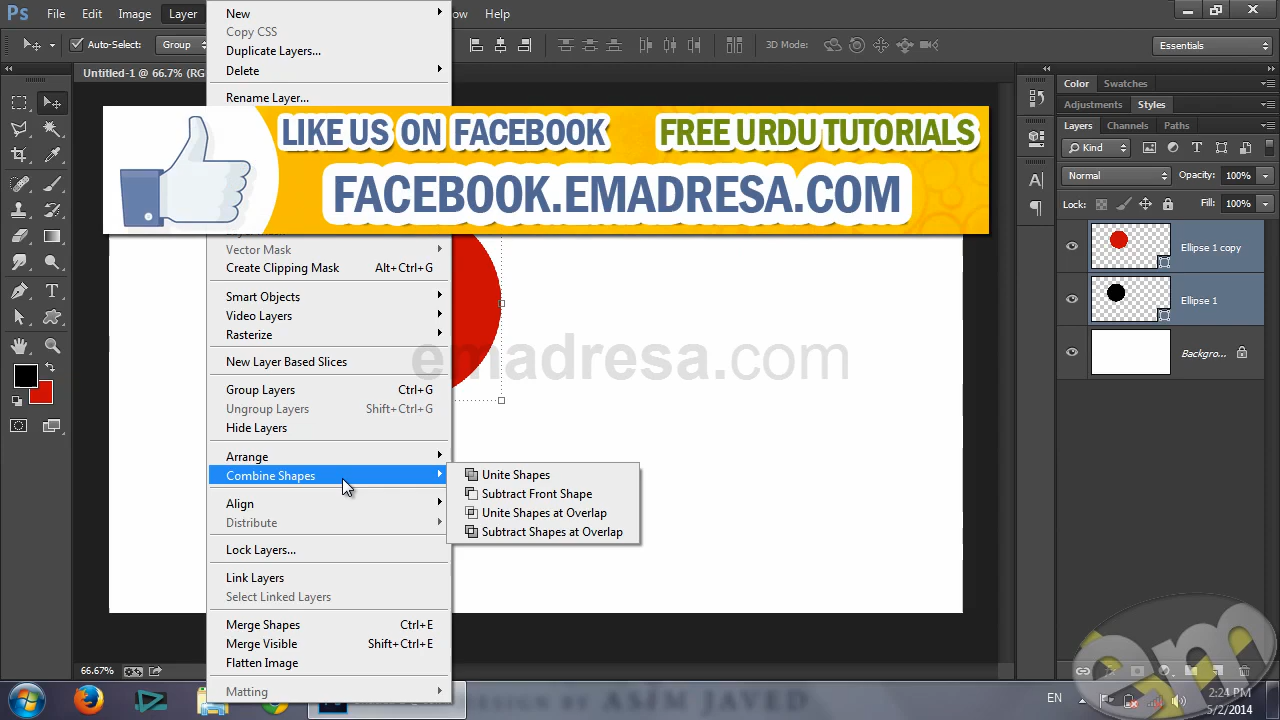 Ps File Edit Image Layer ow Help
Auto-Select: Group 3D Mode: Essentials
Untitled-1 @ 66.7% (RG
New
Copy CSS
Duplicate Layers...
Delete
Rename Layer...
LIKE US ON FACEBOOK FREE URDU TUTORIALS
FACEBOOK.EMADRESA.COM
Vector Mask
Create Clipping Mask Alt+Ctrl+G
Smart Objects
Video Layers
Rasterize
New Layer Based Slices
Group Layers Ctrl+G
Ungroup Layers Shift+Ctrl+G
Hide Layers
Arrange
Combine Shapes
Align
Distribute
Lock Layers...
Link Layers
Select Linked Layers
Merge Shapes Ctrl+E
Merge Visible Shift+Ctrl+E
Flatten Image
Matting
Unite Shapes
Subtract Front Shape
Unite Shapes at Overlap
Subtract Shapes at Overlap
emadresa.com
Color Swatches
Adjustments Styles
Layers Channels Paths
Kind
Normal Opacity: 100%
Lock: Fill: 100%
Ellipse 1 copy
Ellipse 1
Backgro...
66.67%
em
EN
2:24 PM
5/2/2014